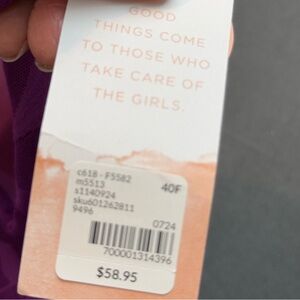 GOOD
THINGS COME
TO THOSE WHO
TAKE CARE OF
THE GIRLS.
c618 - F5582
m5513
s1140924
sku601262811
9496
40F
0724
700001314396
$58.95